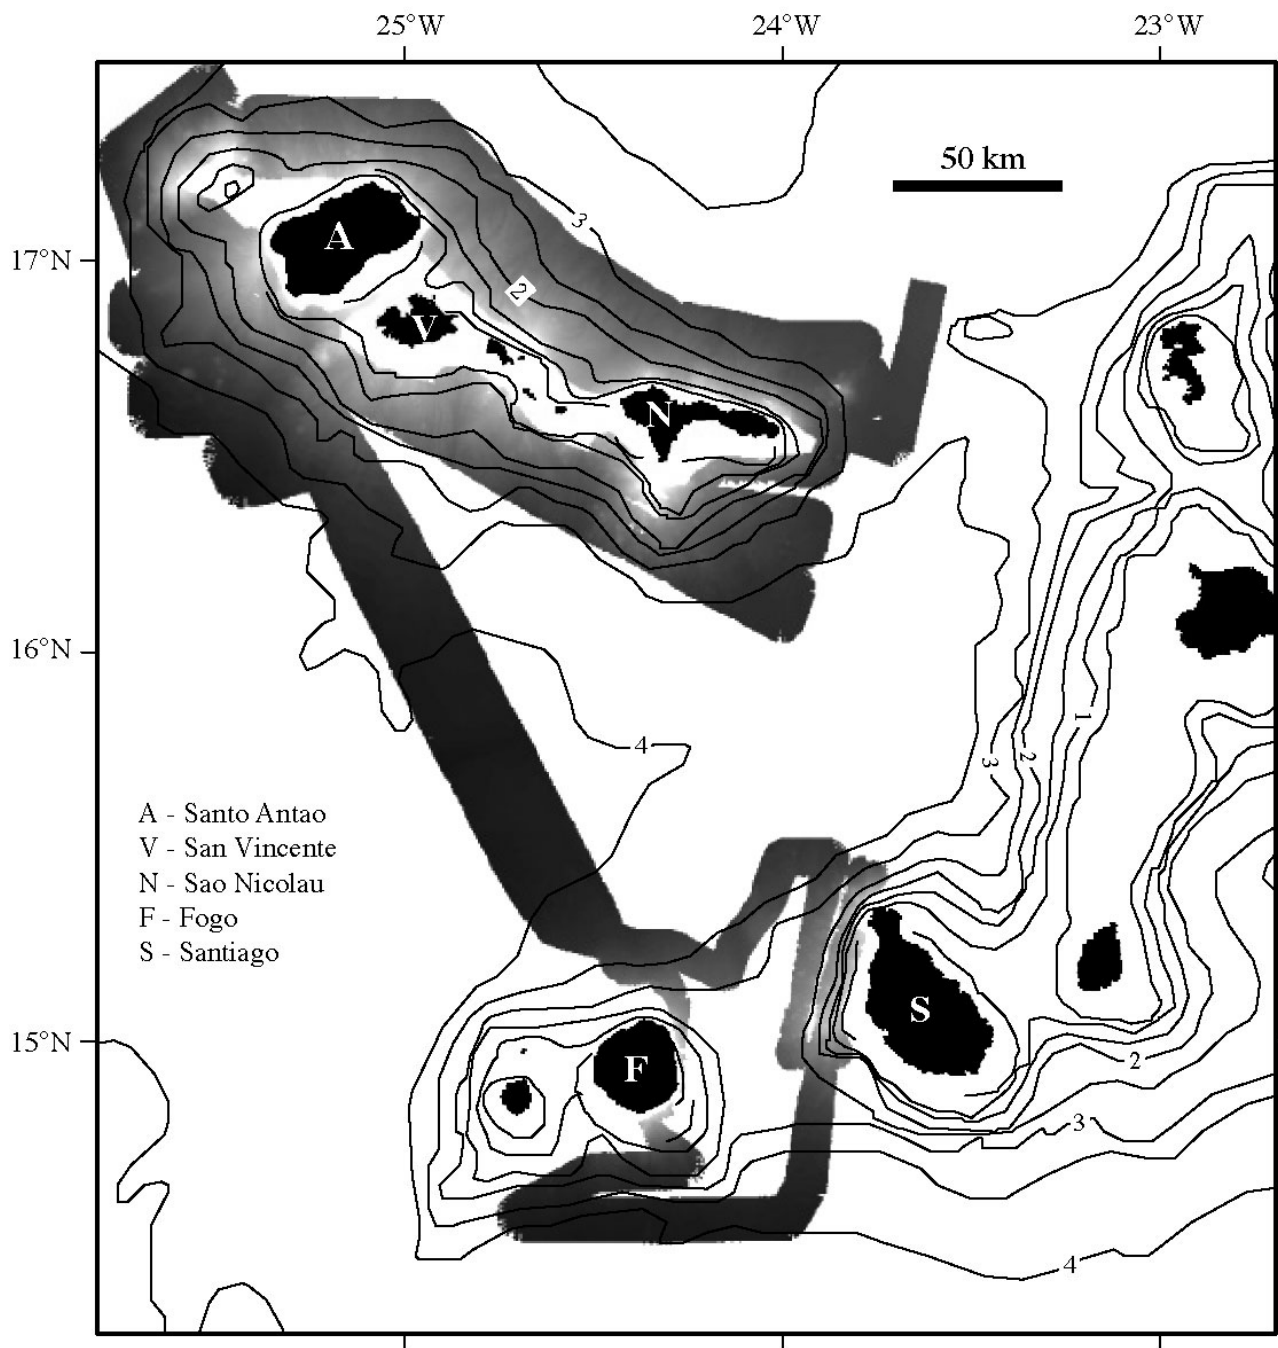 25°W 24°W 23°W
50 km
A
3
17°N
2
V
N
16°N
1
4
3
2
A - Santo Antao
V - San Vincente
N - Sao Nicolau
F - Fogo
S - Santiago
S
15°N
F
2
3
4